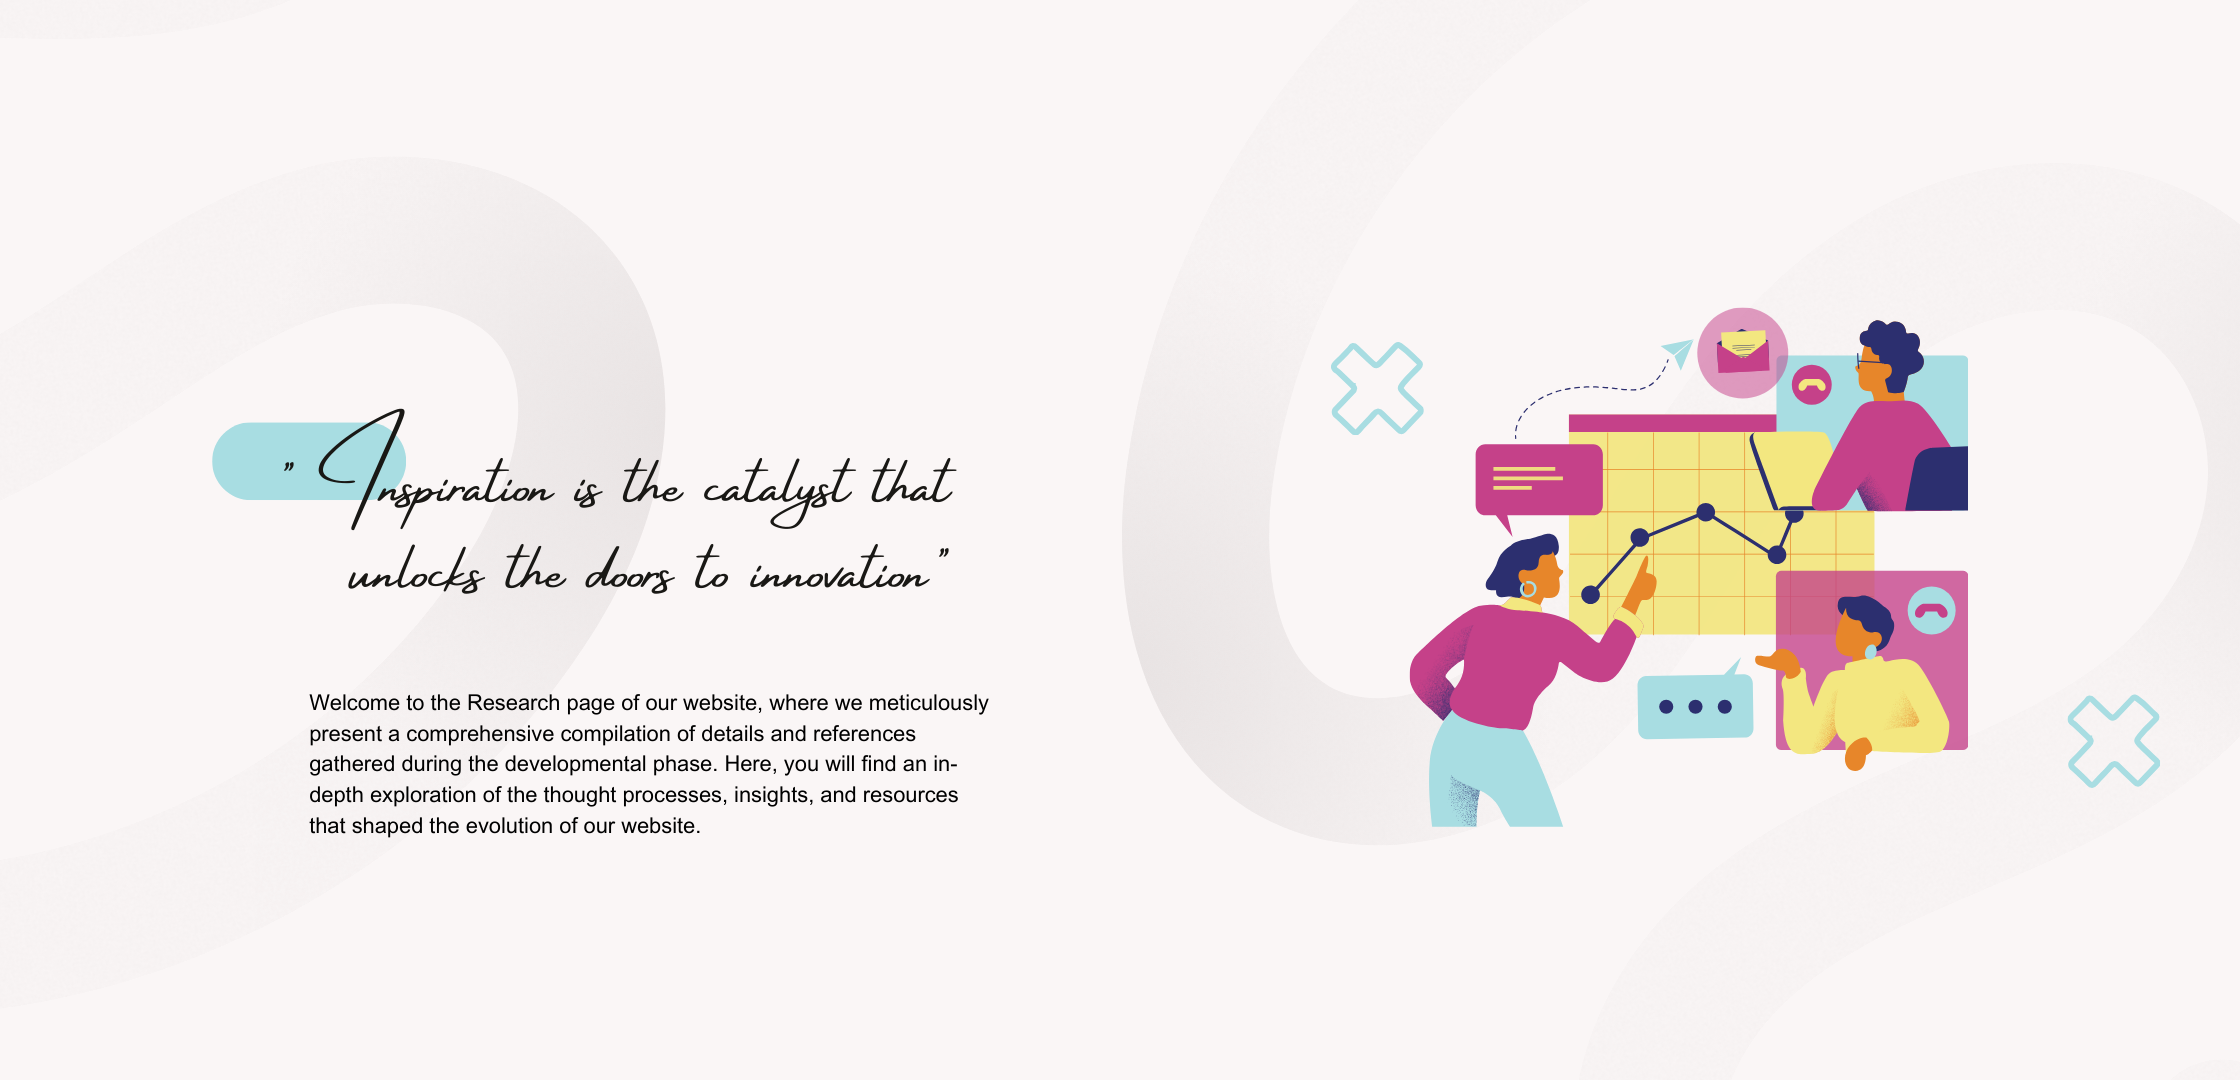 ” Inspiration is the catalyst that
unlocks the doors to innovation ”
Welcome to the Research page of our website, where we meticulously
present a comprehensive compilation of details and references
gathered during the developmental phase. Here, you will find an in-
depth exploration of the thought processes, insights, and resources
that shaped the evolution of our website.